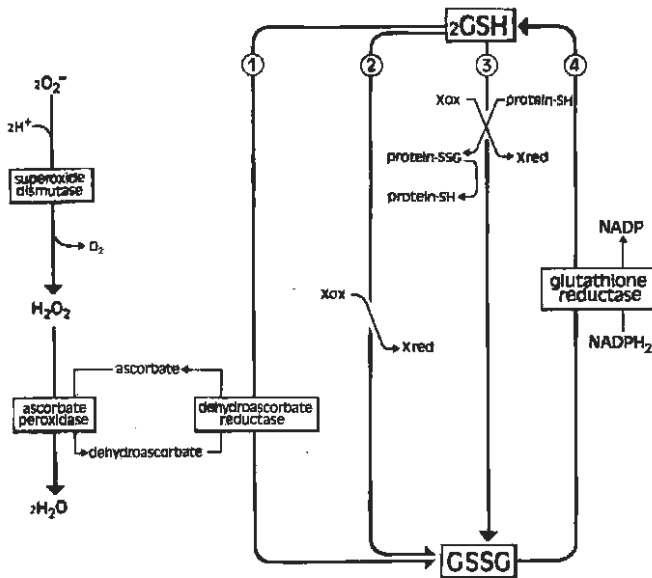 ₂GSH
① ② ③ ④
₂O₂⁻
₂H⁺
superoxide
dismutase
O₂
H₂O₂
ascorbate
peroxidase
ascorbate
dehydroascorbate
dehydroascorbate
reductase
₂H₂O
Xox
Xred
Xox
protein-SH
protein-SSG
Xred
protein-SH
NADP
glutathione
reductase
NADPH₂
GSSG